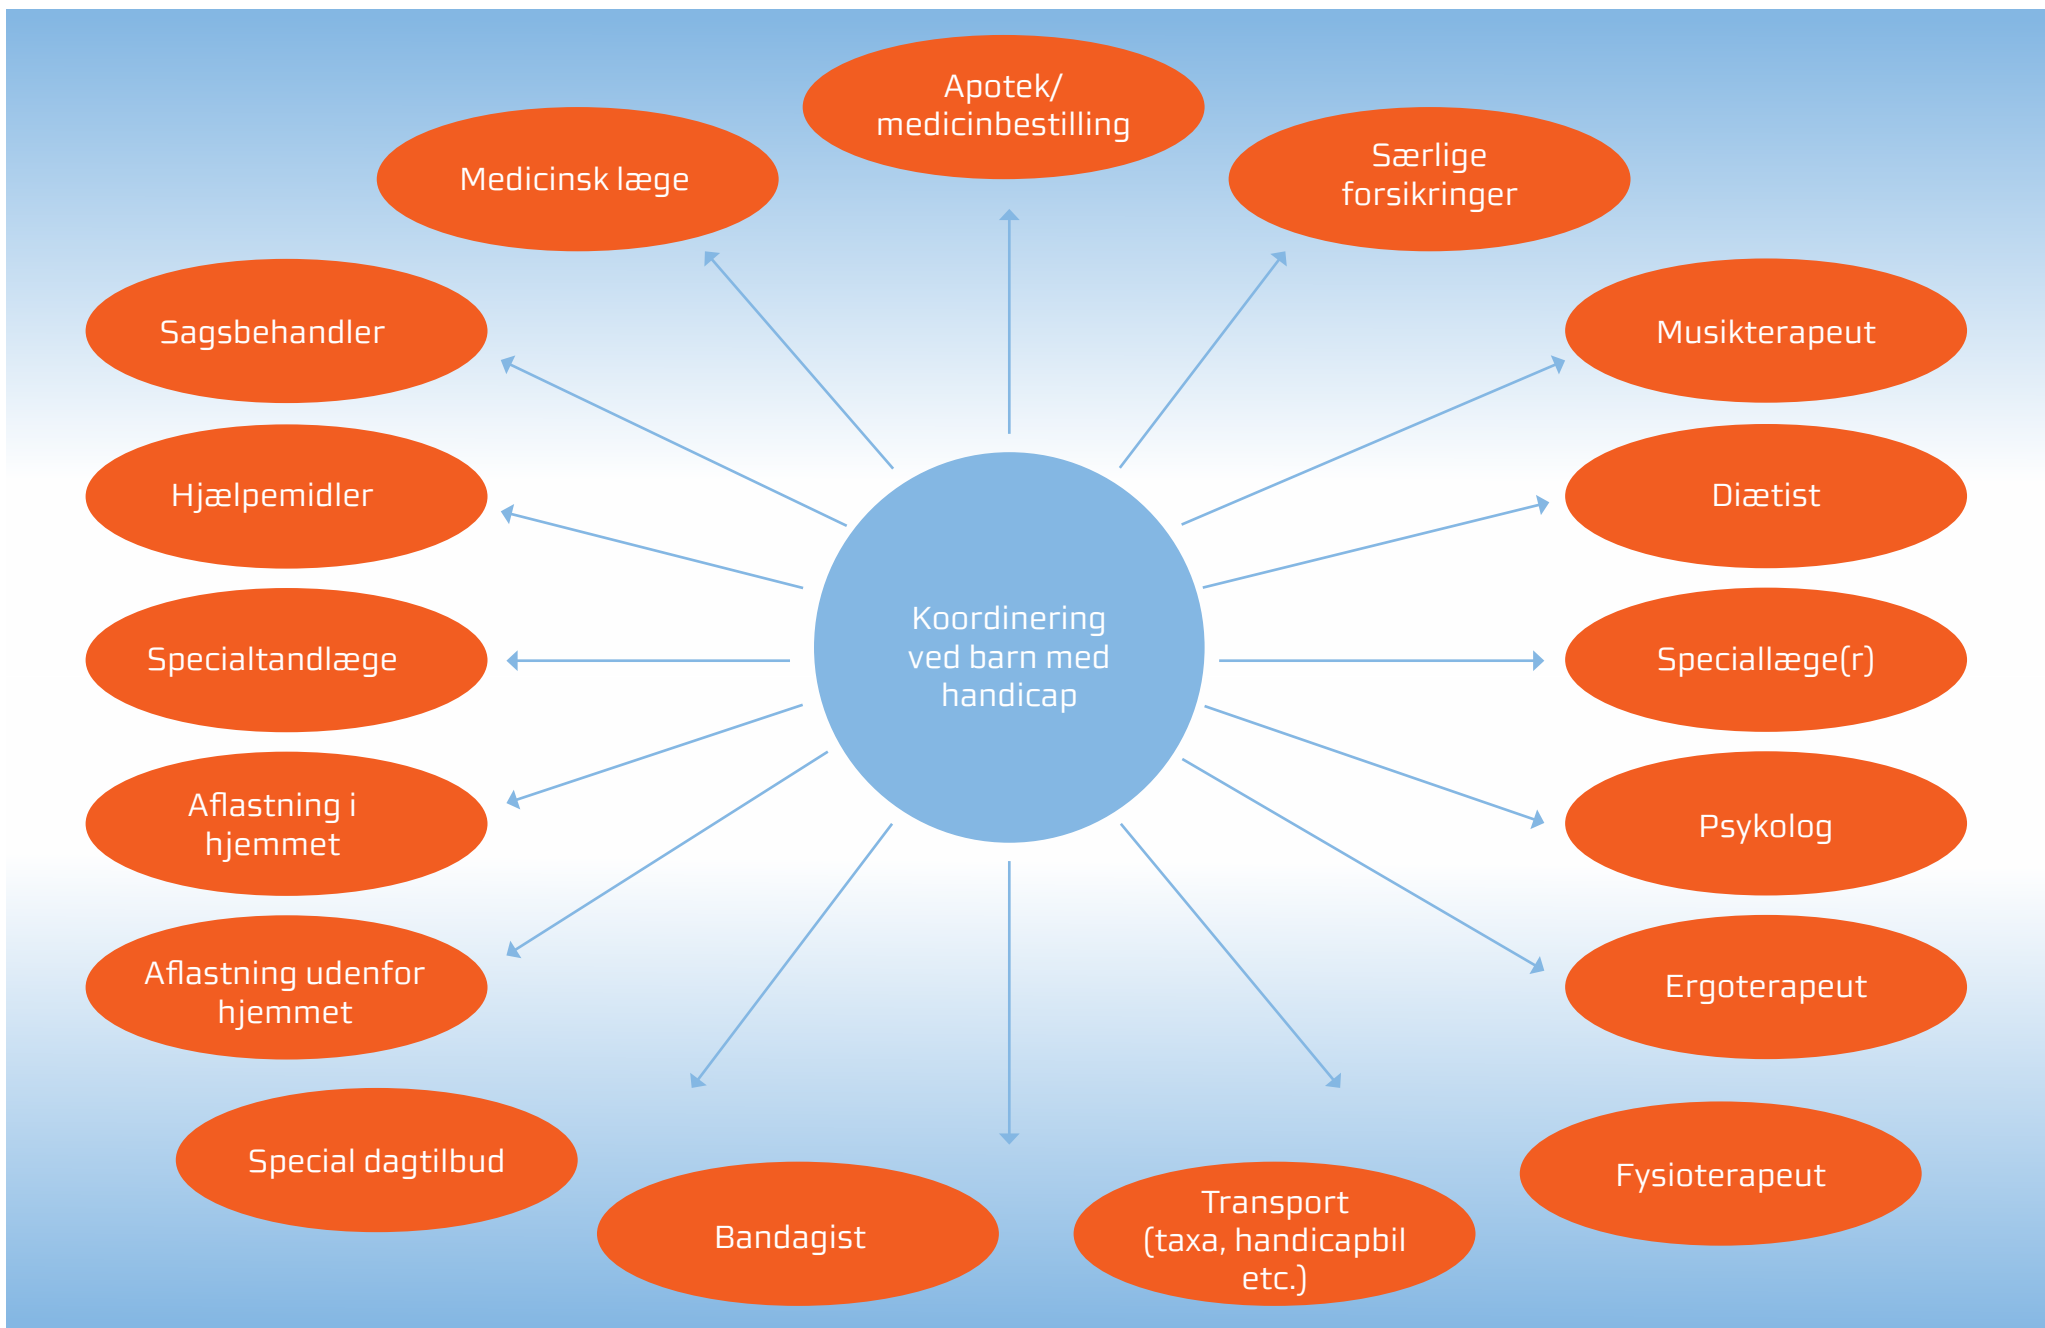 Apotek/
medicinbestilling
Medicinsk læge
Særlige
forsikringer
Sagsbehandler
Musikterapeut
Hjælpemidler
Diætist
Koordinering
ved barn med
handicap
Specialtandlæge
Speciallæge(r)
Aflastning i
hjemmet
Psykolog
Aflastning udenfor
hjemmet
Ergoterapeut
Special dagtilbud
Fysioterapeut
Bandagist
Transport
(taxa, handicapbil
etc.)